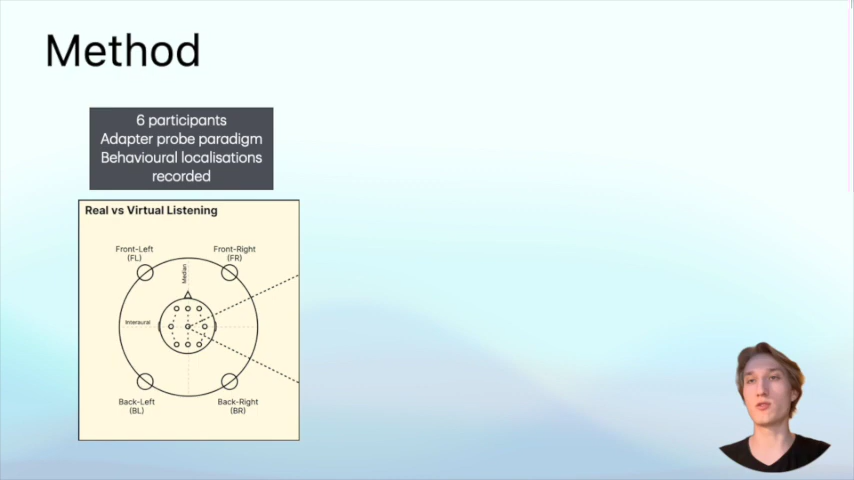 Method
6 participants
Adapter probe paradigm
Behavioural localisations
recorded
Real vs Virtual Listening
Front-Left
(FL)
Front-Right
(FR)
Median
Interaural
Back-Left
(BL)
Back-Right
(BR)